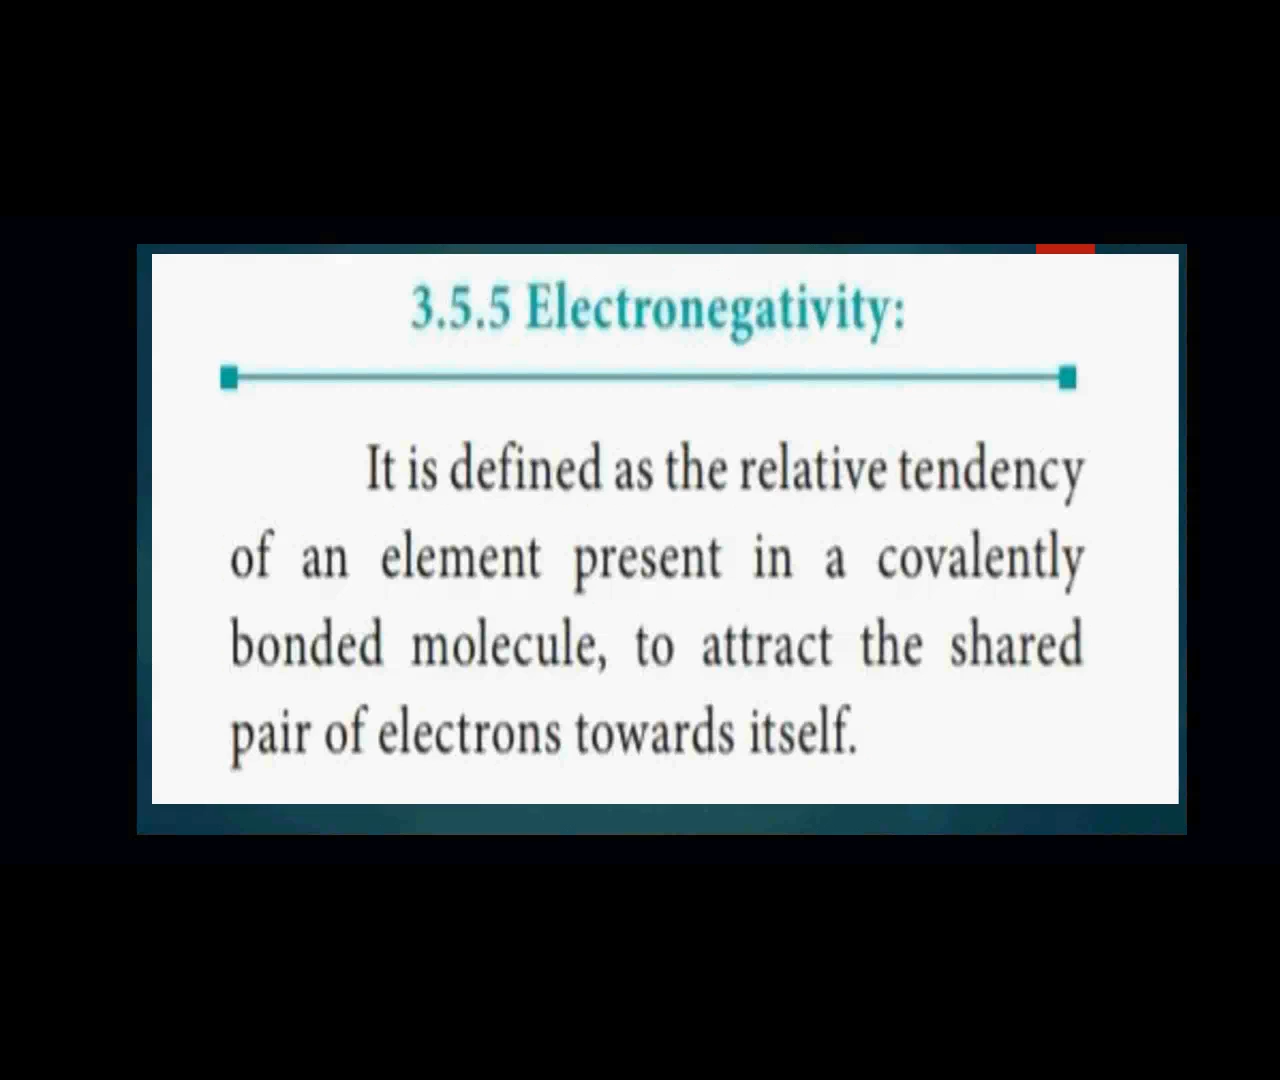 3.5.5 Electronegativity:
It is defined as the relative tendency
of an element present in a covalently
bonded molecule, to attract the shared
pair of electrons towards itself.